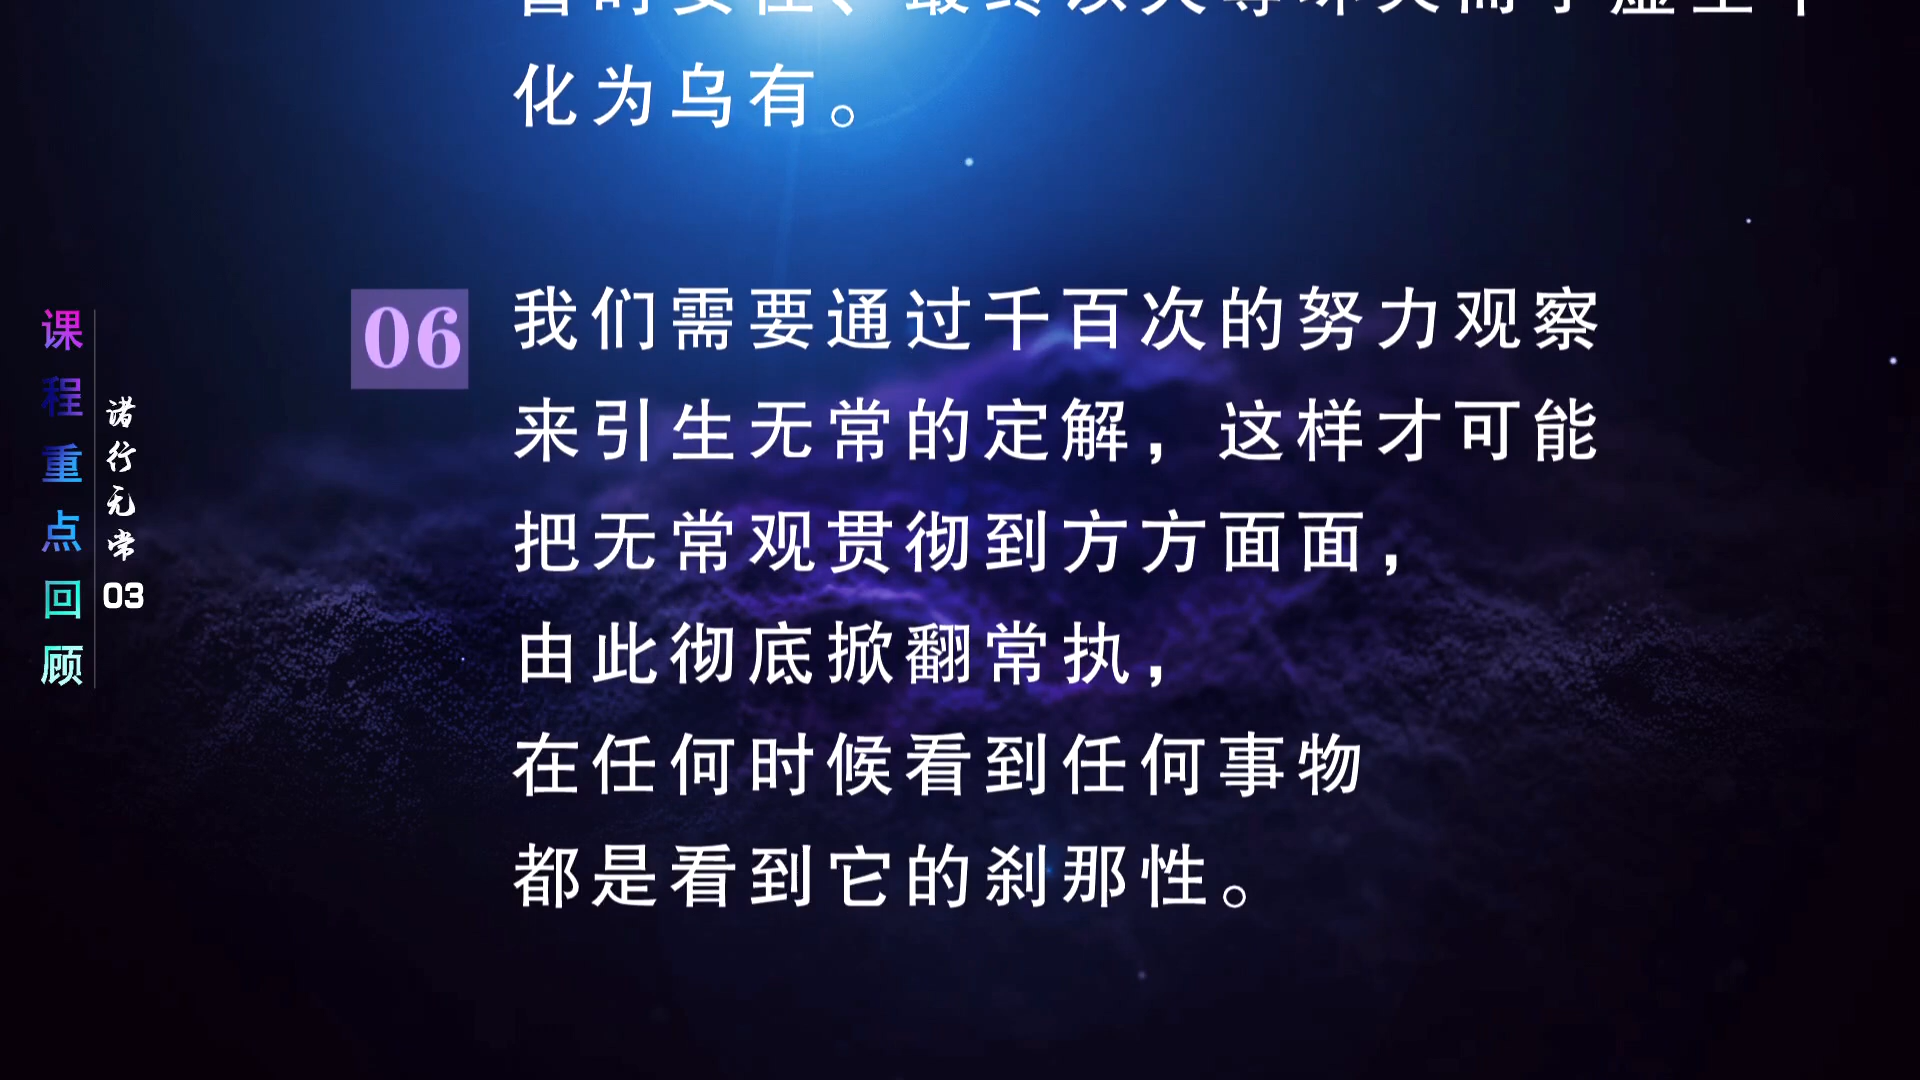 化为乌有。
06
我们需要通过千百次的努力观察
来引生无常的定解，这样才可能
把无常观贯彻到方方面面，
由此彻底掀翻常执，
在任何时候看到任何事物
都是看到它的刹那性。
课程重点回顾
诸行无常03